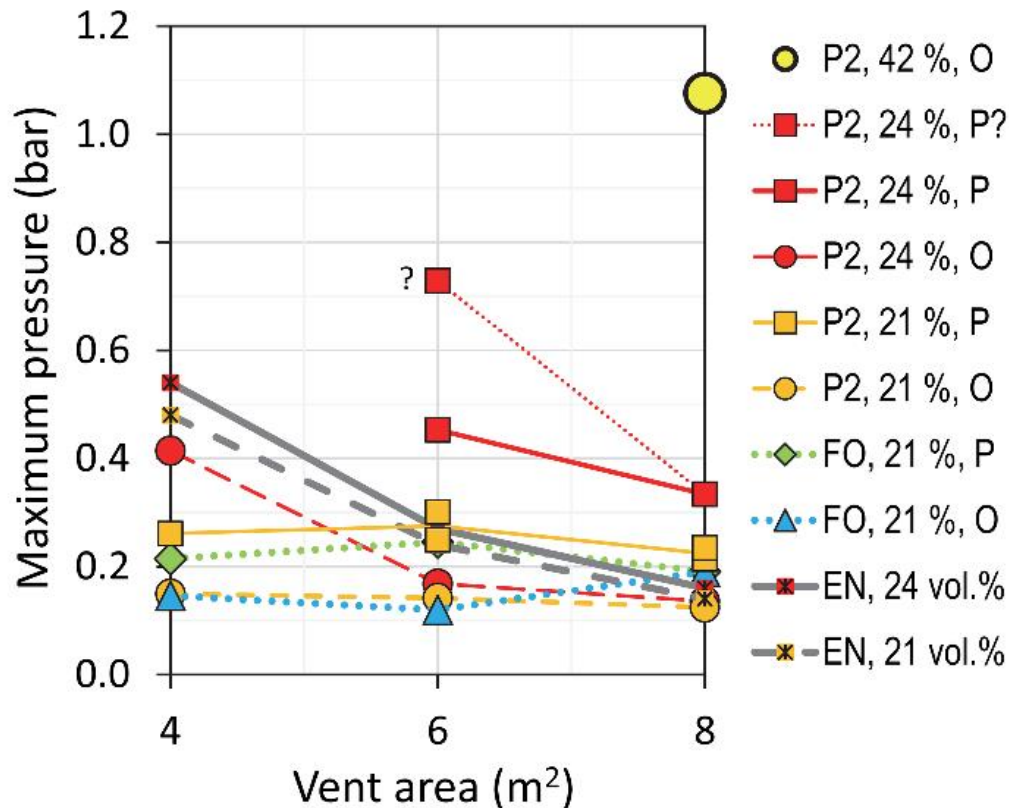 1.2
1.0
0.8
0.6
0.4
0.2
0.0
Maximum pressure (bar)
?
4
6
8
Vent area (m²)
P2, 42 %, O
P2, 24 %, P?
P2, 24 %, P
P2, 24 %, O
P2, 21 %, P
P2, 21 %, O
FO, 21 %, P
FO, 21 %, O
EN, 24 vol.%
EN, 21 vol.%